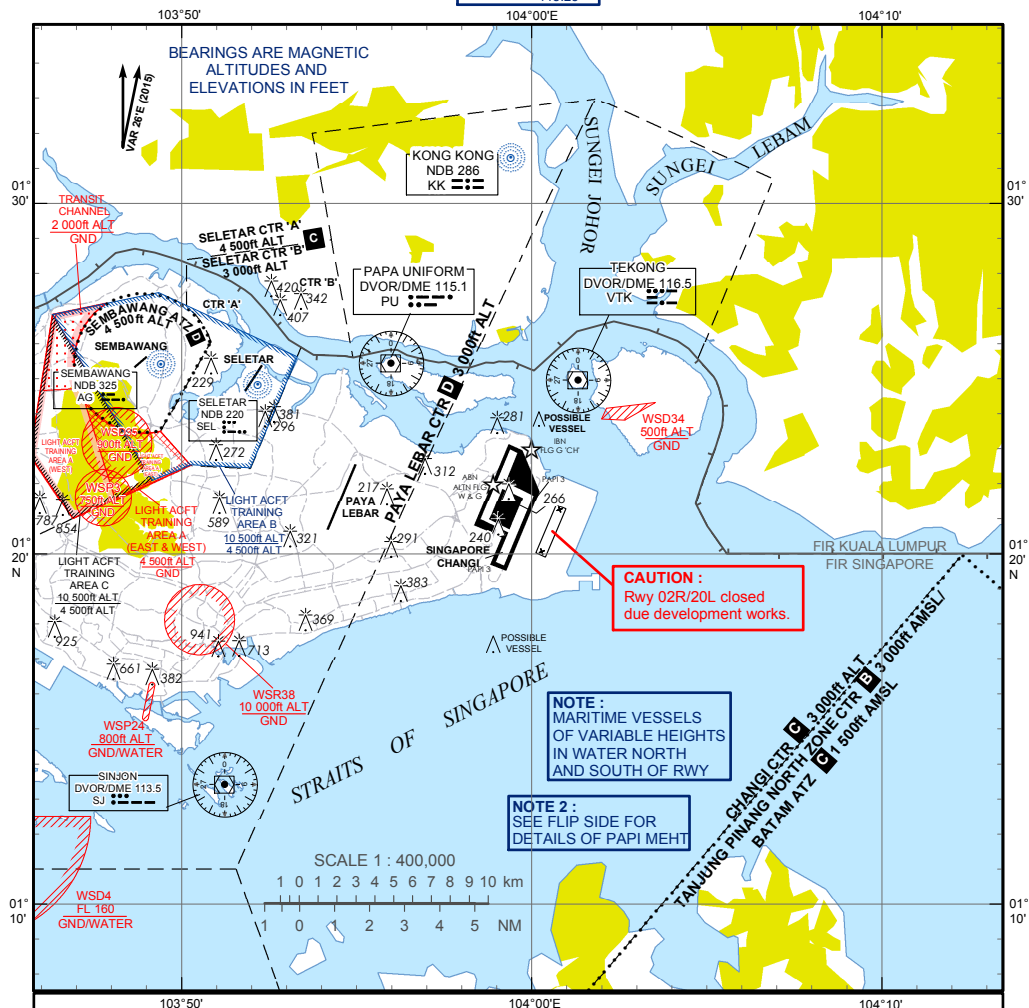 103°50'
104°00'E
104°10'
BEARINGS ARE MAGNETIC
ALTITUDES AND
ELEVATIONS IN FEET
VAR 26'E (2015)
KONG KONG
NDB 286
KK
SUNGEI JOHOR
SUNGEI LEBAM
01°
30'
01°
30'
TRANSIT
CHANNEL
2 000ft ALT
GND
SELETAR CTR 'A'
4 500ft ALT
C
SELETAR CTR 'B'
3 000ft ALT
PAPA UNIFORM
DVOR/DME 115.1
PU
TEKONG
DVOR/DME 116.5
VTK
420
342
407
CTR 'B'
CTR 'A'
SEMBAWANG ATZ D
4 500ft ALT
SEMBAWANG
SELETAR
229
SEMBAWANG
NDB 325
AG
SELETAR
NDB 220
SEL
381
296
272
PAYA LEBAR CTR D 3 000ft ALT
0
9
18
27
0
9
18
27
281
POSSIBLE
VESSEL
IBN
FLG G 'CH'
WSD34
500ft ALT
GND
900ft ALT
GND
LIGHT ACFT
TRAINING
AREA A
(WEST)
WSP3
750ft ALT
GND
312
217
PAYA
LEBAR
ABN
ALTN FLG
W & G
PAPI 3
266
787
854
589
LIGHT ACFT
TRAINING
AREA B
10 500ft ALT
4 500ft ALT
LIGHT ACFT
TRAINING
AREA A
(EAST & WEST)
4 500ft ALT
GND
321
291
240
SINGAPORE
CHANGI
PAPI 3
FIR KUALA LUMPUR
FIR SINGAPORE
01°
20'
N
01°
20'
N
LIGHT ACFT
TRAINING
AREA C
10 500ft ALT
4 500ft ALT
383
CAUTION :
Rwy 02R/20L closed
due development works.
369
925
941
713
661
382
POSSIBLE
VESSEL
WSR38
10 000ft ALT
GND
WSP24
800ft ALT
GND/WATER
STRAITS OF SINGAPORE
NOTE :
MARITIME VESSELS
OF VARIABLE HEIGHTS
IN WATER NORTH
AND SOUTH OF RWY
CHANGI CTR C 3 000ft ALT
TANJUNG PINANG NORTH ZONE CTR B 3 000ft AMSL/
BATAM ATZ C 1 500ft AMSL
SINJON
DVOR/DME 113.5
SJ
0
9
18
27
NOTE 2 :
SEE FLIP SIDE FOR
DETAILS OF PAPI MEHT
SCALE 1 : 400,000
1 0 1 2 3 4 5 6 7 8 9 10 km
1 0 1 2 3 4 5 NM
WSD4
FL 160
GND/WATER
01°
10'
01°
10'
103°50'
104°00'E
104°10'